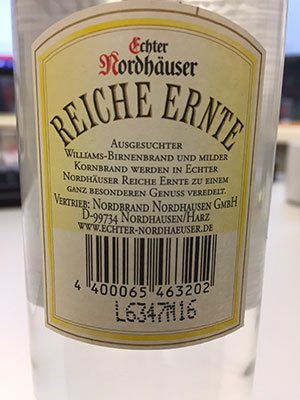 Echter
Nordhäuser
REICHE ERNTE
AUSGESUCHTER
WILLIAMS-BIRNENBRAND UND MILDER
KORNBRAND WERDEN IN ECHTER
NORDHÄUSER REICHE ERNTE ZU EINEM
GANZ BESONDEREN GENUSS VEREDELT.
VERTRIEB: NORDBRAND NORDHAUSEN GMBH
D-99734 NORDHAUSEN/HARZ
WWW.ECHTER-NORDHAEUSER.DE
4 400065 463202
L6347M16